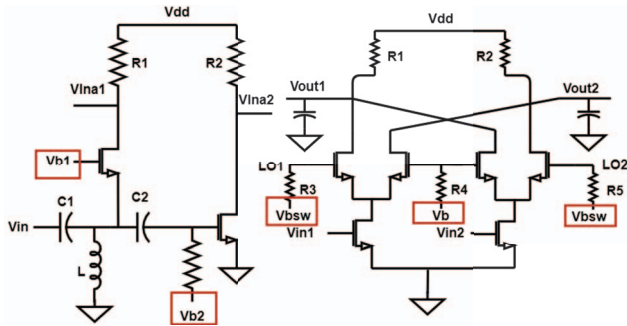 Vdd
R1
R2
Vlna1
Vlna2
Vb1
C1
C2
Vin
L
Vb2
Vdd
R1
R2
Vout1
Vout2
LO1
LO2
R3
R4
R5
Vbsw
Vb
Vbsw
Vin1
Vin2